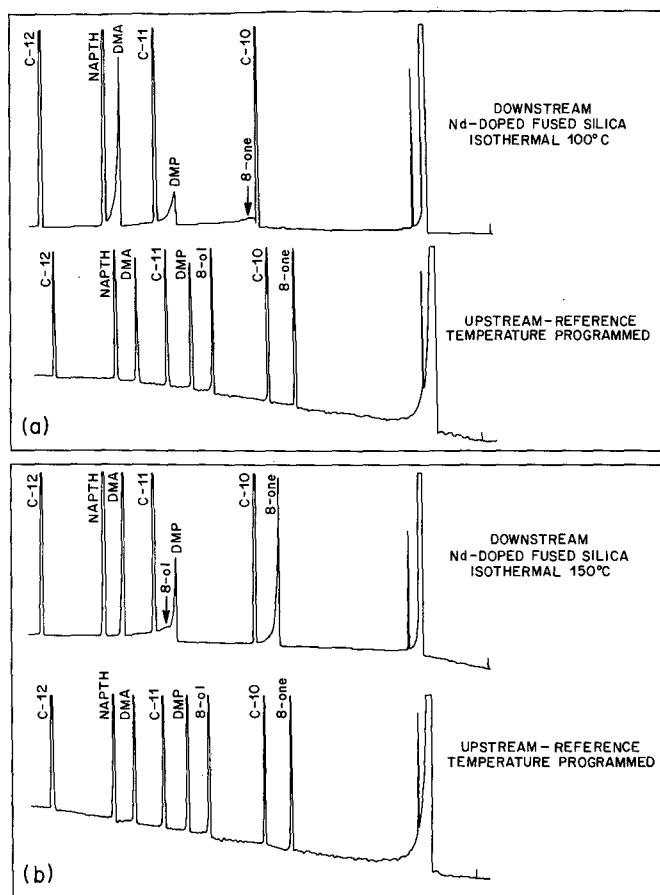 C-12
NAPTH
DMA
C-11
DMP
8-one
C-10
DOWNSTREAM
Nd-DOPED FUSED SILICA
ISOTHERMAL 100°C
C-12
NAPTH
DMA
C-11
DMP
8-ol
C-10
8-one
UPSTREAM-REFERENCE
TEMPERATURE PROGRAMMED
(a)
C-12
NAPTH
DMA
C-11
8-ol
DMP
C-10
8-one
DOWNSTREAM
Nd-DOPED FUSED SILICA
ISOTHERMAL 150°C
C-12
NAPTH
DMA
C-11
DMP
8-ol
C-10
8-one
UPSTREAM-REFERENCE
TEMPERATURE PROGRAMMED
(b)